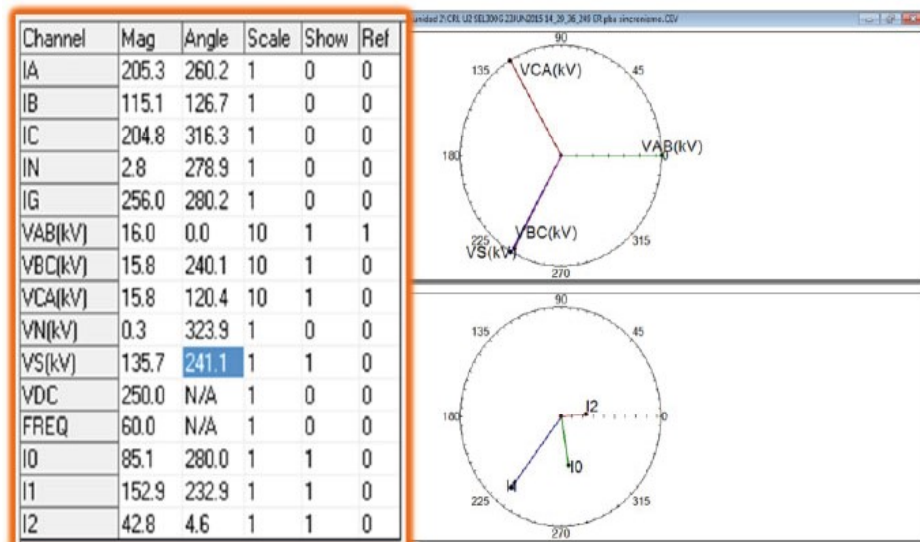 Channel Mag Angle Scale Show Ref
IA 205.3 260.2 1 0 0
IB 115.1 126.7 1 0 0
IC 204.8 316.3 1 0 0
IN 2.8 278.9 1 0 0
IG 256.0 280.2 1 0 0
VAB(kV) 16.0 0.0 10 1 1
VBC(kV) 15.8 240.1 10 1 0
VCA(kV) 15.8 120.4 10 1 0
VN(kV) 0.3 323.9 1 0 0
VS(kV) 135.7 241.1 1 1 0
VDC 250.0 N/A 1 0 0
FREQ 60.0 N/A 1 0 0
I0 85.1 280.0 1 1 0
I1 152.9 232.9 1 1 0
I2 42.8 4.6 1 1 0
unidad 2\CRL U2 SEL300G 23JUN2015
90
135 VCA(kV) 45
180 VAB(kV) 0
225 VBC(kV) 315
VS(kV)
270
90
135 45
I2
180 0
I0
I1
225 315
270